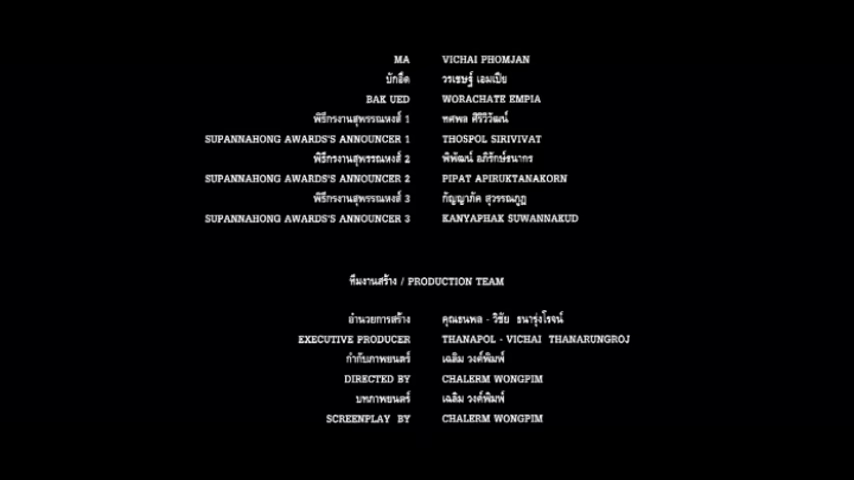 MA VICHAI PHOMJAN
บักอึด วรเชษฐ์ เอมเปีย
BAK UED WORACHATE EMPIA
พิธีกรงานสุพรรณหงส์ 1 ทศพล ศิริวิวัฒน์
SUPANNAHONG AWARDS'S ANNOUNCER 1 THOSPOL SIRIVIVAT
พิธีกรงานสุพรรณหงส์ 2 พิพัฒน์ อภิรักษ์ธนากร
SUPANNAHONG AWARDS'S ANNOUNCER 2 PIPAT APIRUKTANAKORN
พิธีกรงานสุพรรณหงส์ 3 กัญญาภัค สุวรรณกูฏ
SUPANNAHONG AWARDS'S ANNOUNCER 3 KANYAPHAK SUWANNAKUD
ทีมงานสร้าง / PRODUCTION TEAM
อำนวยการสร้าง คุณธนพล - วิชัย ธนารุ่งโรจน์
EXECUTIVE PRODUCER THANAPOL - VICHAI THANARUNGROJ
กำกับภาพยนตร์ เฉลิม วงค์พิมพ์
DIRECTED BY CHALERM WONGPIM
บทภาพยนตร์ เฉลิม วงค์พิมพ์
SCREENPLAY BY CHALERM WONGPIM